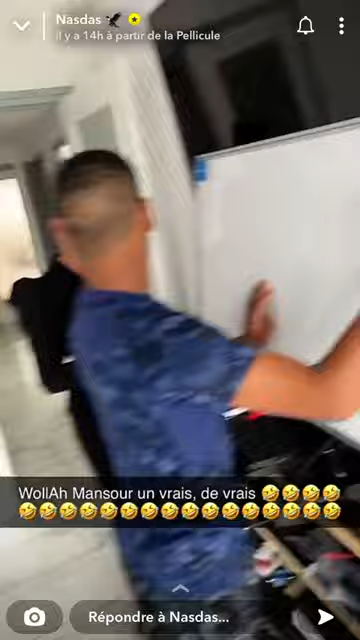 Nasdas 🦅 ⭐
il y a 14h à partir de la Pellicule
WollAh Mansour un vrais, de vrais 🤣🤣🤣🤣
🤣🤣🤣🤣🤣🤣🤣🤣🤣🤣🤣🤣🤣🤣🤣🤣
Répondre à Nasdas...